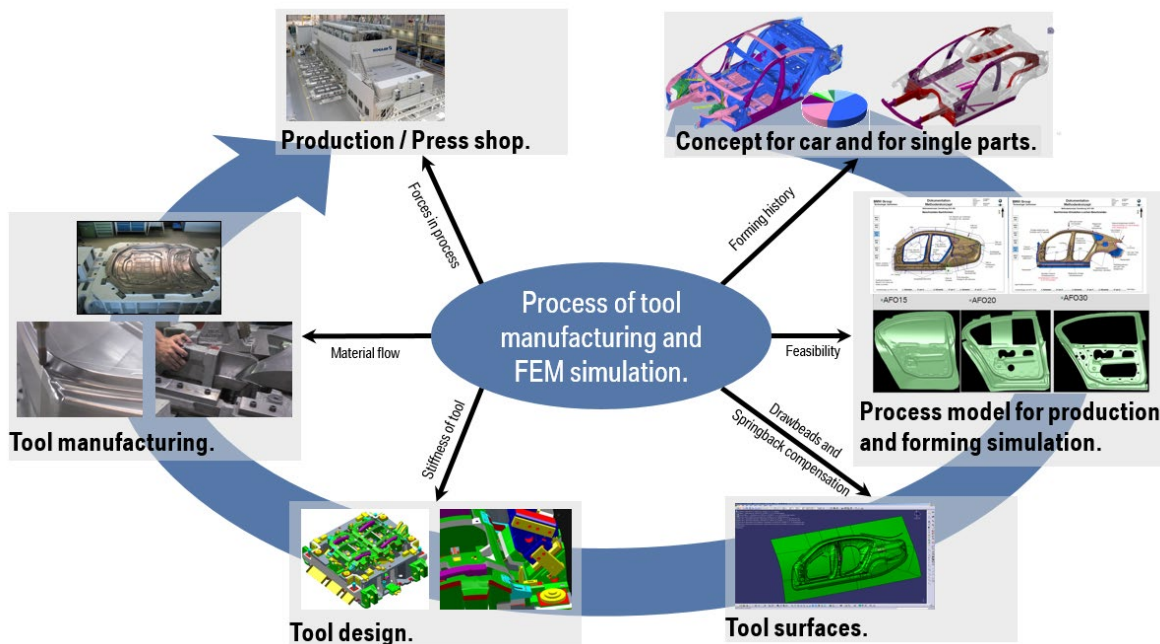 Production / Press shop.
Concept for car and for single parts.
Forces in process
Forming history
Process of tool
manufacturing and
FEM simulation.
Material flow
Feasibility
-AFO15
-AFO20
-AFO30
Process model for production
and forming simulation.
Tool manufacturing.
Stiffness of tool
Drawbeads and
Springback compensation
Tool design.
Tool surfaces.